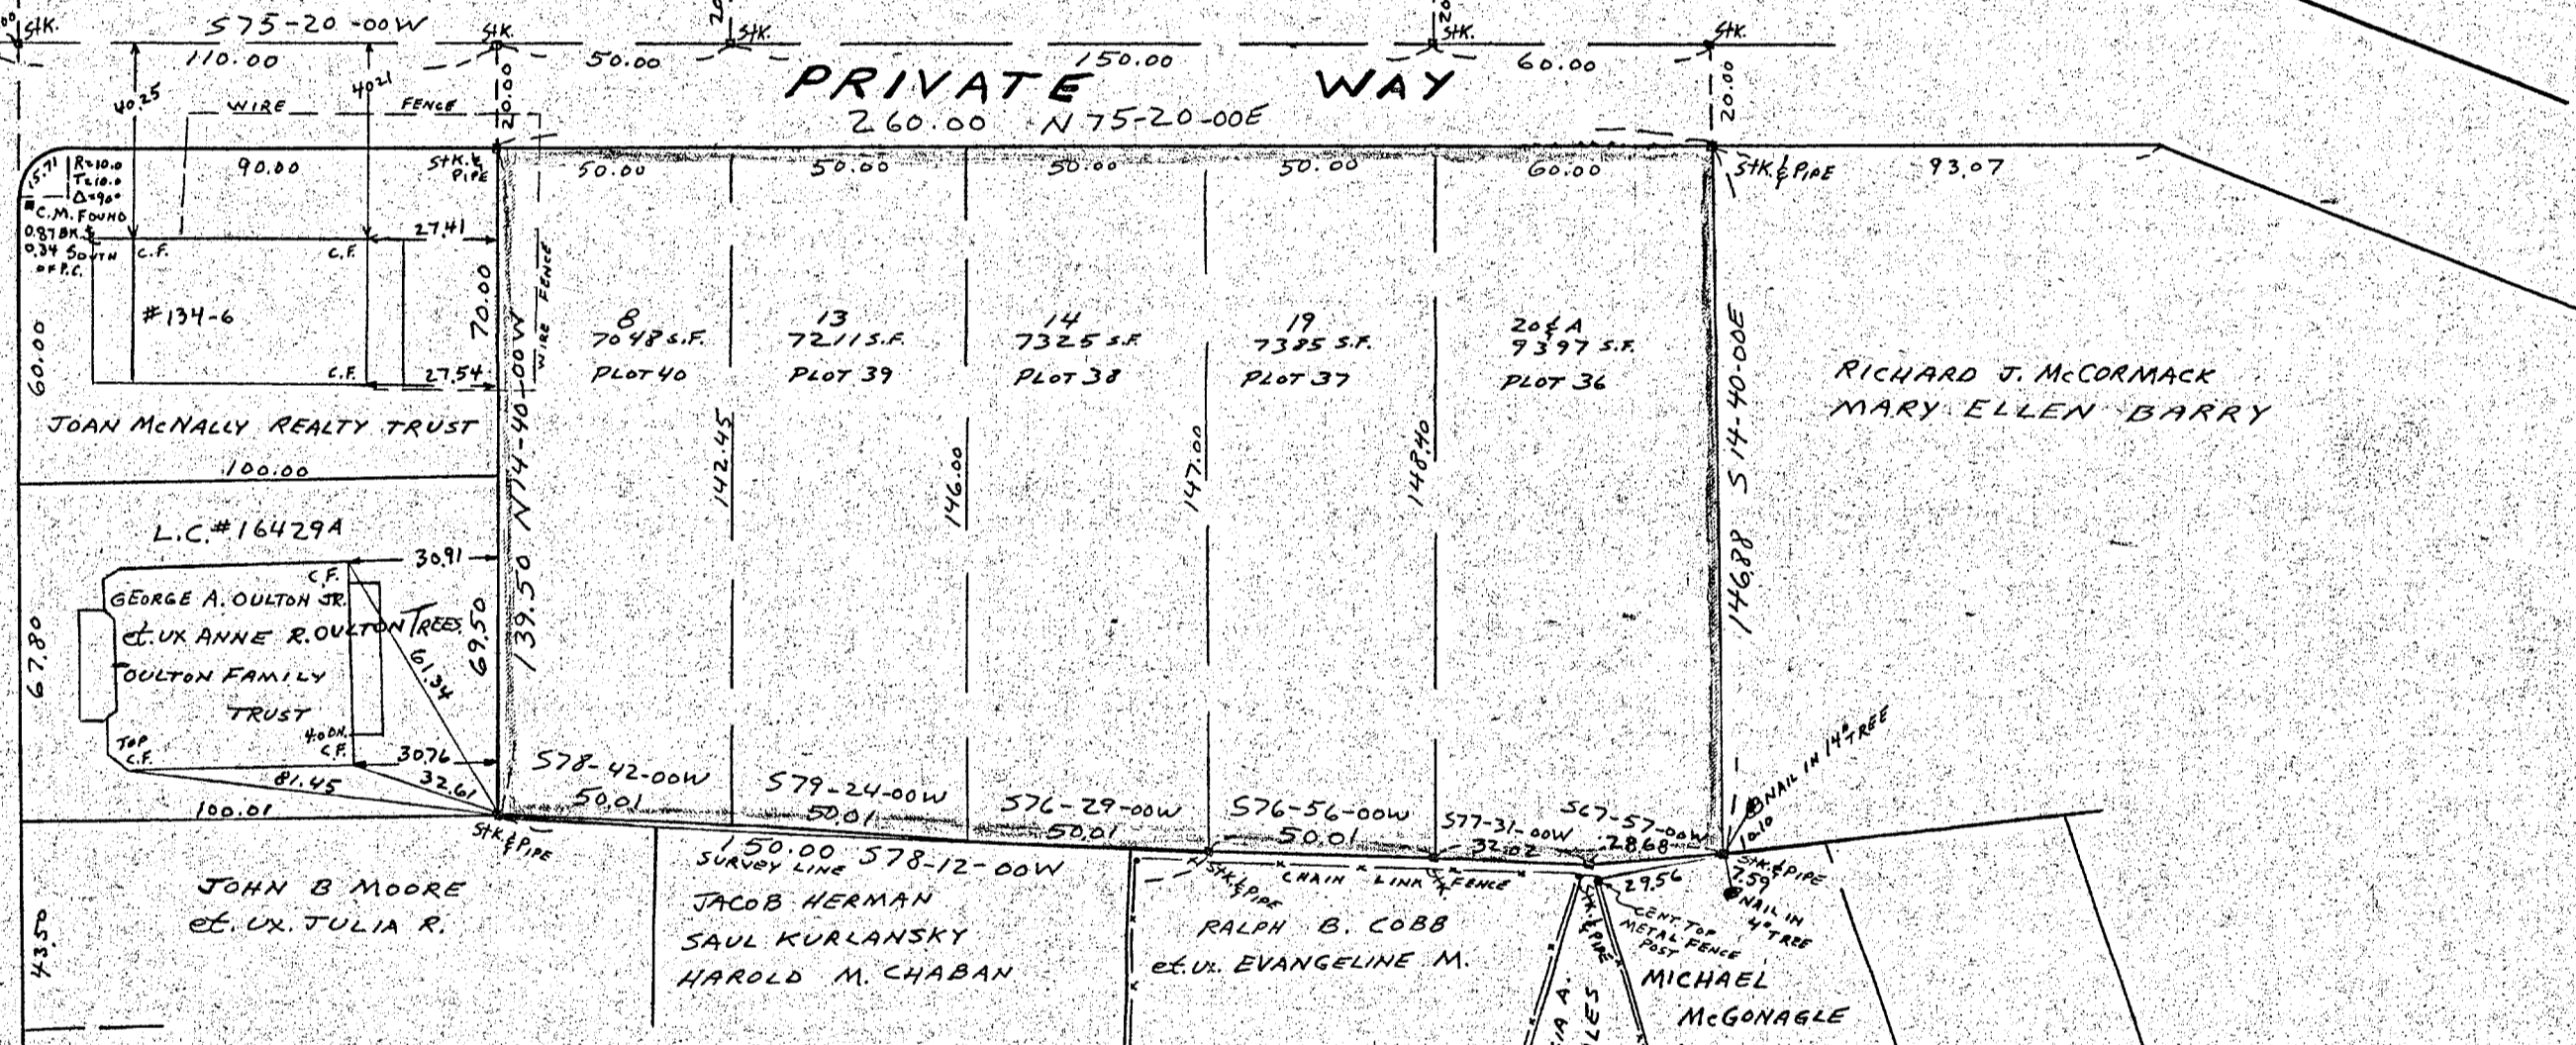 Stk.
S75-20-00W
Stk.
Stk.
Stk.
Stk.
110.00
50.00
150.00
60.00
20.00
20.00
PRIVATE WAY
260.00 N75-20-00E
40.25
40.21
WIRE FENCE
15.71
R=10.0
T=10.0
Δ=90°
C.M. FOUND
0.87 BK. &
0.34 SOUTH
OF P.C.
90.00
Stk. &
PIPE
50.00
50.00
50.00
50.00
60.00
Stk. & PIPE
93.07
C.F.
C.F.
27.41
#134-6
C.F.
27.54
60.00
70.00
WIRE FENCE
139.50 N14-40-00W
8
7048 S.F.
PLOT 40
13
7211 S.F.
PLOT 39
14
7325 S.F.
PLOT 38
19
7385 S.F.
PLOT 37
20 & A
9397 S.F.
PLOT 36
142.45
146.00
147.00
148.40
146.88 S14-40-00E
RICHARD J. McCORMACK
MARY ELLEN BARRY
JOAN McNALLY REALTY TRUST
100.00
L.C.#16429A
30.91
C.F.
GEORGE A. OULTON JR.
et. ux ANNE R. OULTON
OULTON FAMILY
TRUST
TREES
61.34
69.50
67.80
4.0 DN.
C.F.
TOP
C.F.
30.76
32.61
81.45
100.01
Stk. & PIPE
S78-42-00W
50.01
S79-24-00W
50.01
S76-29-00W
50.01
S76-56-00W
50.01
S77-31-00W
32.02
S67-57-00W
28.68
NAIL IN 14" TREE
10.10
Stk. & PIPE
7.59
NAIL IN
4" TREE
150.00 S78-12-00W
SURVEY LINE
Stk. & PIPE
CHAIN LINK FENCE
29.56
Stk. & PIPE
CENT TOP
METAL FENCE
POST
JOHN B MOORE
et. ux. JULIA R.
43.50
JACOB HERMAN
SAUL KURLANSKY
HAROLD M. CHABAN
RALPH B. COBB
et. ux. EVANGELINE M.
MICHAEL
McGONAGLE